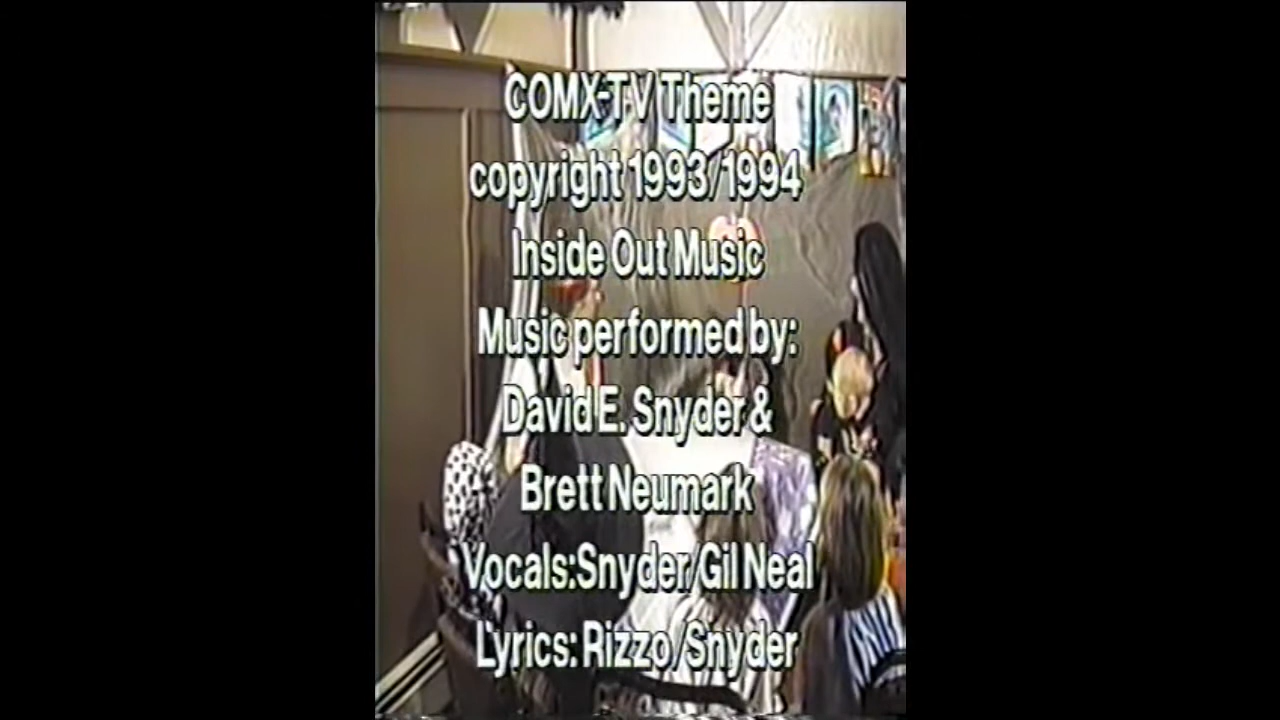 COMX-TV Theme
copyright 1993/1994
Inside Out Music
Music performed by:
David E. Snyder &
Brett Neumark
Vocals:Snyder/Gil Neal
Lyrics: Rizzo/Snyder